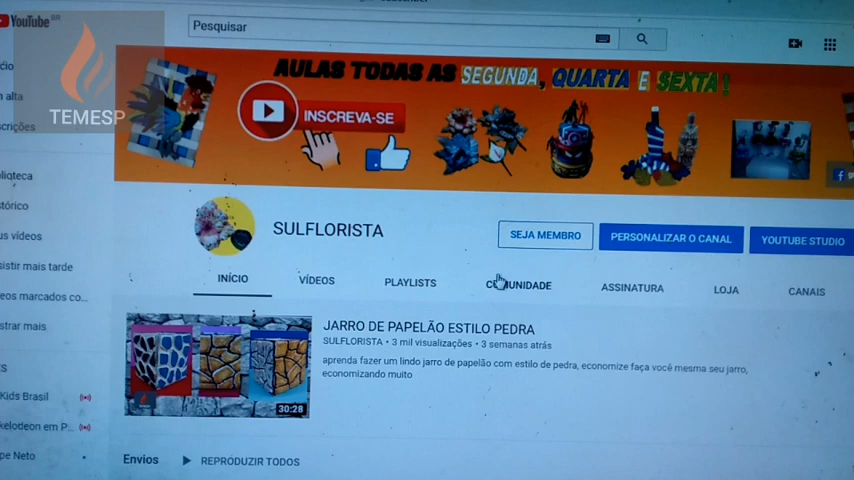 YouTube BR
Pesquisar
TEMESP
AULAS TODAS AS SEGUNDA, QUARTA E SEXTA!
INSCREVA-SE
SULFLORISTA
SEJA MEMBRO
PERSONALIZAR O CANAL
YOUTUBE STUDIO
INÍCIO
VÍDEOS
PLAYLISTS
COMUNIDADE
ASSINATURA
LOJA
CANAIS
m alta
crições
blioteca
stórico
us vídeos
sistir mais tarde
eos marcados co...
strar mais
Kids Brasil
kelodeon em P...
pe Neto
JARRO DE PAPELÃO ESTILO PEDRA
SULFLORISTA • 3 mil visualizações • 3 semanas atrás
aprenda fazer um lindo jarro de papelão com estilo de pedra, economize faça você mesma seu jarro,
economizando muito
30:28
Envios
REPRODUZIR TODOS